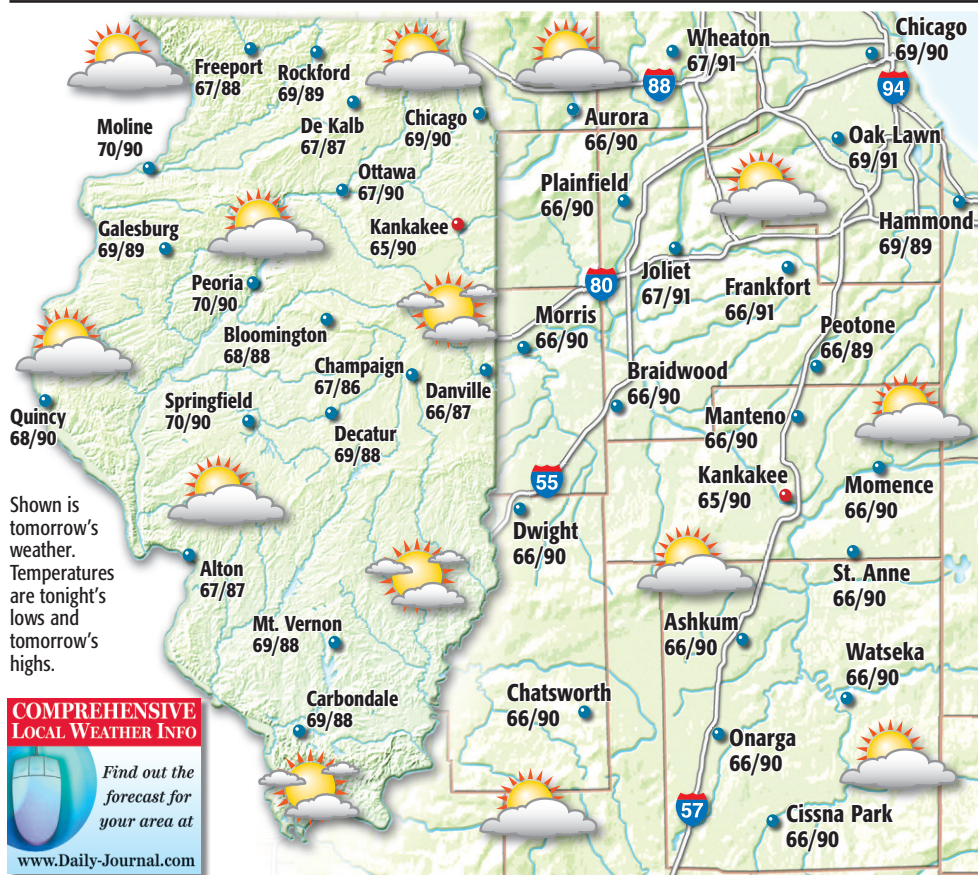 Freeport
67/88
Rockford
69/89
De Kalb
67/87
Chicago
69/90
Moline
70/90
Ottawa
67/90
Galesburg
69/89
Kankakee
65/90
Peoria
70/90
Bloomington
68/88
Champaign
67/86
Danville
66/87
Quincy
68/90
Springfield
70/90
Decatur
69/88
Shown is
tomorrow's
weather.
Temperatures
are tonight's
lows and
tomorrow's
highs.
Alton
67/87
Mt. Vernon
69/88
Carbondale
69/88
COMPREHENSIVE
LOCAL WEATHER INFO
Find out the
forecast for
your area at
www.Daily-Journal.com
Wheaton
67/91
Chicago
69/90
88
94
Aurora
66/90
Oak Lawn
69/91
Plainfield
66/90
Hammond
69/89
Joliet
67/91
80
Frankfort
66/91
Morris
66/90
Peotone
66/89
Braidwood
66/90
Manteno
66/90
55
Kankakee
65/90
Momence
66/90
Dwight
66/90
St. Anne
66/90
Ashkum
66/90
Watseka
66/90
Chatsworth
66/90
Onarga
66/90
57
Cissna Park
66/90